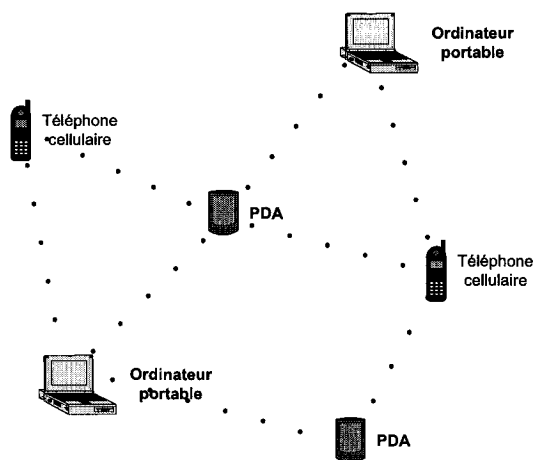 Ordinateur
portable
Téléphone
cellulaire
PDA
Téléphone
cellulaire
Ordinateur
portable
PDA